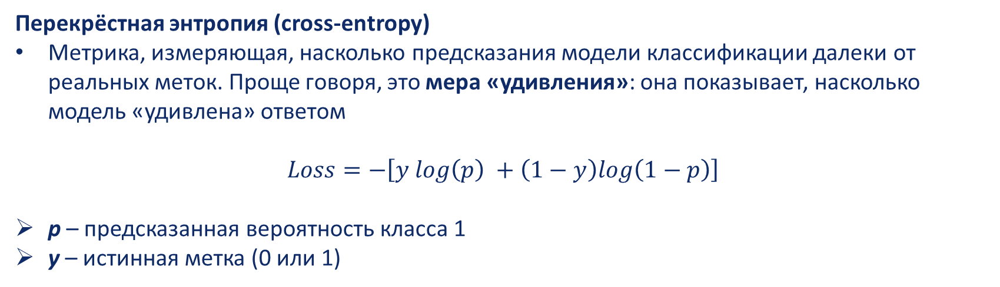 Перекрёстная энтропия (cross-entropy)
• Метрика, измеряющая, насколько предсказания модели классификации далеки от
реальных меток. Проще говоря, это мера «удивления»: она показывает, насколько
модель «удивлена» ответом
Loss = −[y log(p) + (1 − y)log(1 − p)]
➢ p – предсказанная вероятность класса 1
➢ y – истинная метка (0 или 1)